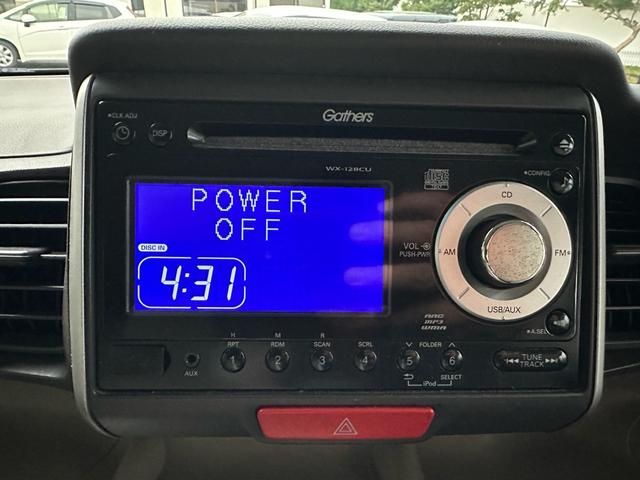 Gathers
CLK ADJ
DISP
WX-128CU
CONFIG
POWER
OFF
DISC IN
4:31
CD
AM
FM
USB/AUX
VOL
PUSH-PWR
AAC
MP3
WMA
A.SEL
H M R
RPT RDM SCAN SCRL FOLDER
AUX
1 2 3 5 6
iPod SELECT
TUNE
TRACK